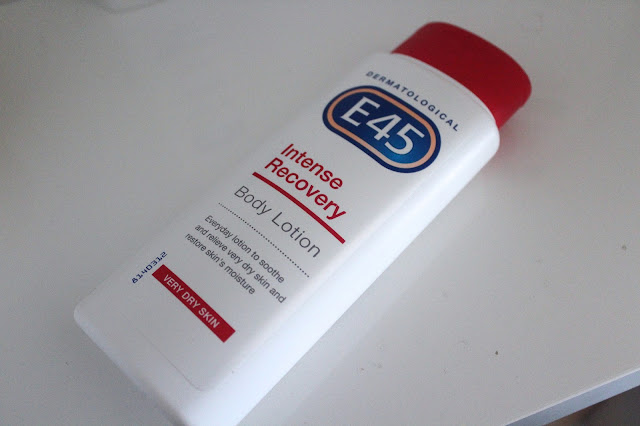 DERMATOLOGICAL
E45
Intense
Recovery
Body Lotion
Everyday lotion to soothe
and relieve very dry skin and
restore skin's moisture
8140312
VERY DRY SKIN